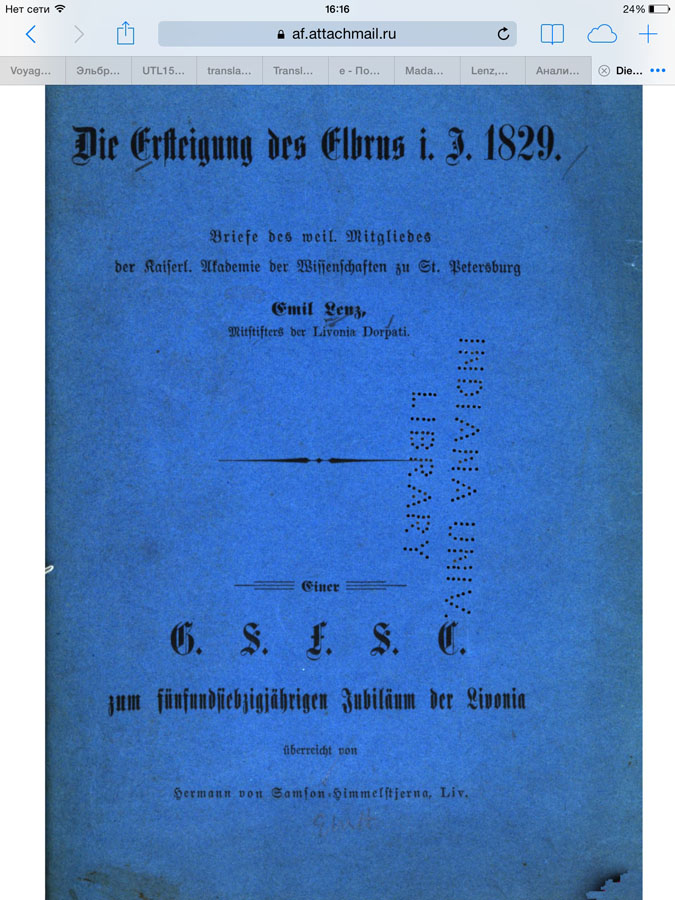 Нет сети 16:16 24%
af.attachmail.ru
Voyag... Эльбр... UTL15... transla... Transl... e - По... Mada... Lenz,... Анали... Die...
Die Ersteigung des Elbrus i. J. 1829.
Briefe des weil. Mitgliedes
der Kaiserl. Akademie der Wissenschaften zu St. Petersburg
Emil Lenz,
Mitstifters der Livonia Dorpati.
INDIANA UNIV.
LIBRARY
Einer
G. S. F. S. C.
zum fünfundsiebzigjährigen Jubiläum der Livonia
überreicht von
Hermann von Samson-Himmelstjerna, Liv.